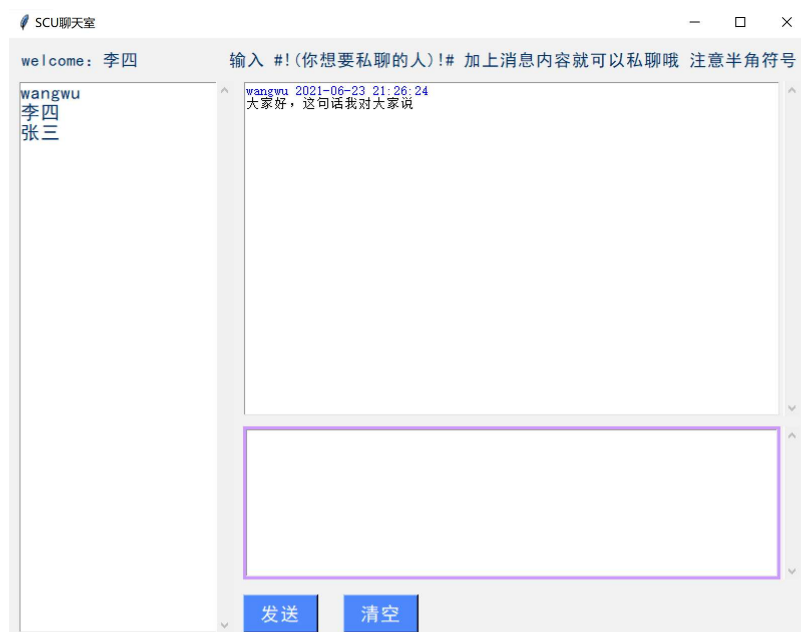 SCU聊天室
welcome: 李四
输入 #!(你想要私聊的人)!# 加上消息内容就可以私聊哦 注意半角符号
wangwu
李四
张三
wangwu 2021-06-23 21:26:24
大家好，这句话我对大家说
发送
清空